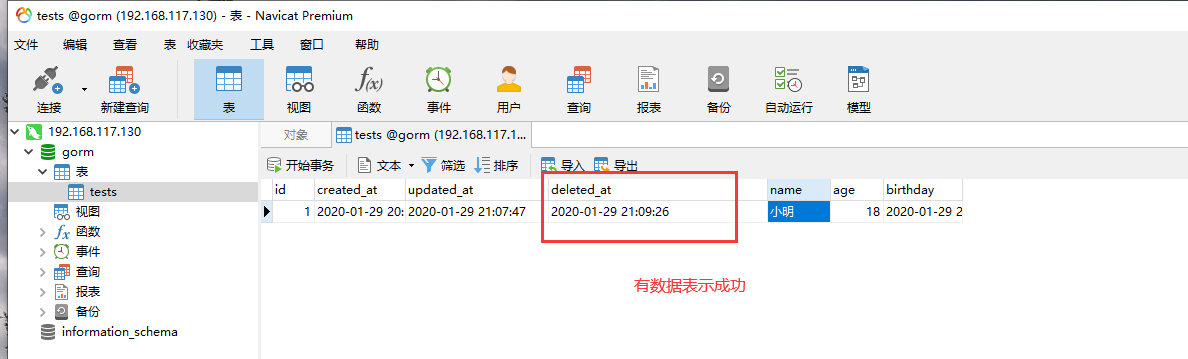 tests @gorm (192.168.117.130) - 表 - Navicat Premium
文件 编辑 查看 表 收藏夹 工具 窗口 帮助
连接 新建查询 表 视图 函数 事件 用户 查询 报表 备份 自动运行 模型
192.168.117.130
gorm
表
tests
视图
函数
事件
查询
报表
备份
information_schema
对象 tests @gorm (192.168.117.1...
开始事务 文本 筛选 排序 导入 导出
id created_at updated_at deleted_at name age birthday
1 2020-01-29 20: 2020-01-29 21:07:47 2020-01-29 21:09:26 小明 18 2020-01-29 2
有数据表示成功